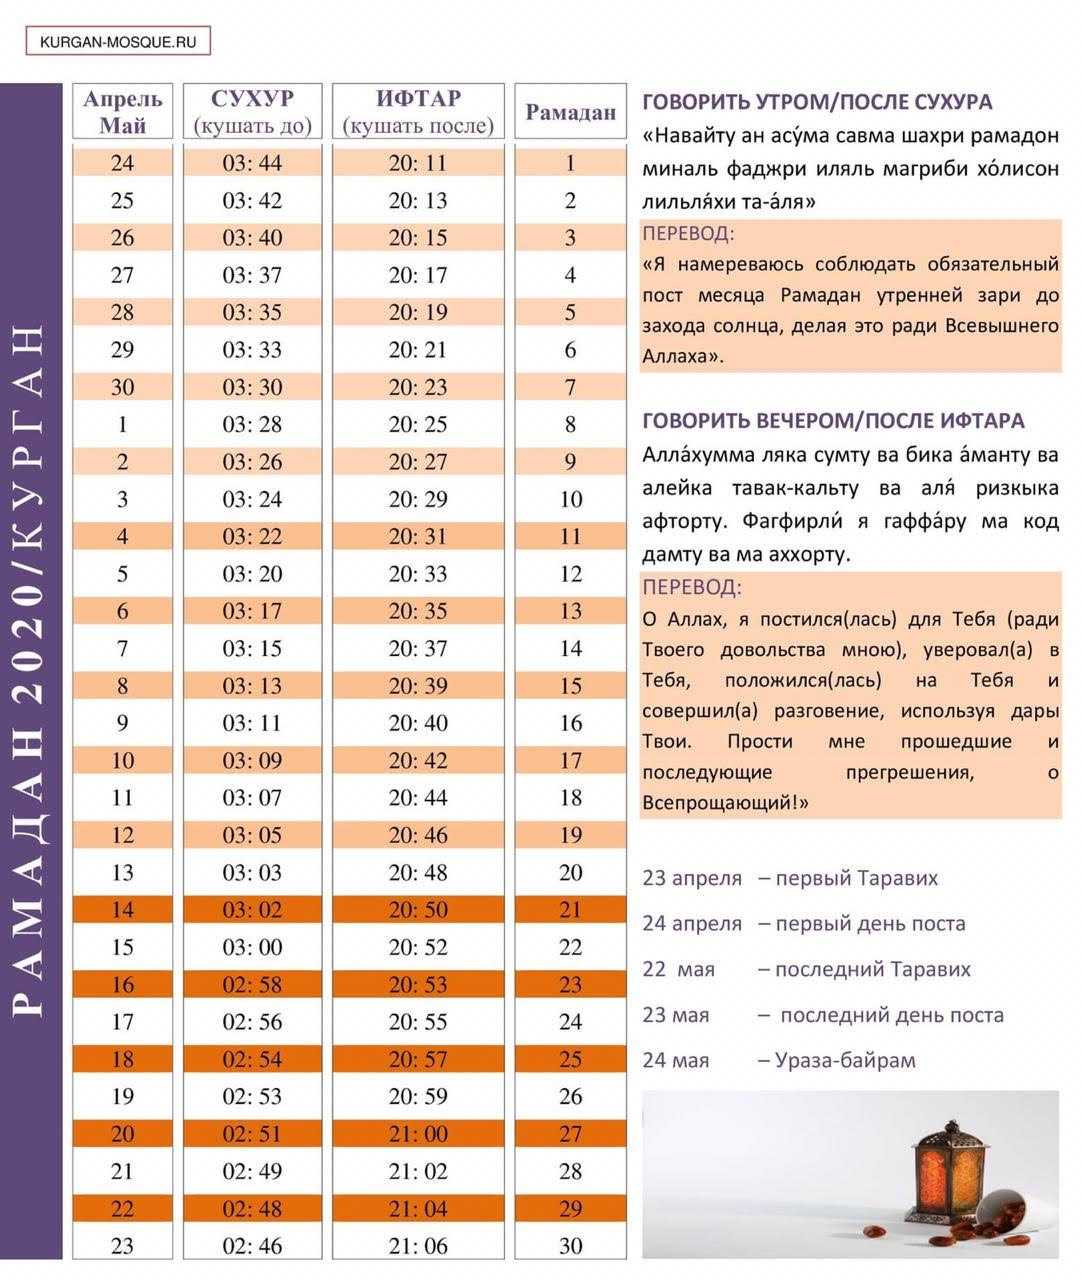 KURGAN-MOSQUE.RU
РАМАДАН 2020/КУРГАН
Апрель Май СУХУР (кушать до) ИФТАР (кушать после) Рамадан
24 03: 44 20: 11 1
25 03: 42 20: 13 2
26 03: 40 20: 15 3
27 03: 37 20: 17 4
28 03: 35 20: 19 5
29 03: 33 20: 21 6
30 03: 30 20: 23 7
1 03: 28 20: 25 8
2 03: 26 20: 27 9
3 03: 24 20: 29 10
4 03: 22 20: 31 11
5 03: 20 20: 33 12
6 03: 17 20: 35 13
7 03: 15 20: 37 14
8 03: 13 20: 39 15
9 03: 11 20: 40 16
10 03: 09 20: 42 17
11 03: 07 20: 44 18
12 03: 05 20: 46 19
13 03: 03 20: 48 20
14 03: 02 20: 50 21
15 03: 00 20: 52 22
16 02: 58 20: 53 23
17 02: 56 20: 55 24
18 02: 54 20: 57 25
19 02: 53 20: 59 26
20 02: 51 21: 00 27
21 02: 49 21: 02 28
22 02: 48 21: 04 29
23 02: 46 21: 06 30
ГОВОРИТЬ УТРОМ/ПОСЛЕ СУХУРА
«Навайту ан асу́ма савма шахри рамадон
миналь фаджри иляль магриби хо́лисон
лильля́хи та-а́ля»
ПЕРЕВОД:
«Я намереваюсь соблюдать обязательный
пост месяца Рамадан утренней зари до
захода солнца, делая это ради Всевышнего
Аллаха».
ГОВОРИТЬ ВЕЧЕРОМ/ПОСЛЕ ИФТАРА
Алла́хумма ляка сумту ва бика а́манту ва
алейка тавак-кальту ва аля́ ризкыка
афторту. Фагфирли́ я гаффа́ру ма код
дамту ва ма аххорту.
ПЕРЕВОД:
О Аллах, я постился(лась) для Тебя (ради
Твоего довольства мною), уверовал(а) в
Тебя, положился(лась) на Тебя и
совершил(а) разговение, используя дары
Твои. Прости мне прошедшие и
последующие прегрешения, о
Всепрощающий!»
23 апреля – первый Таравих
24 апреля – первый день поста
22 мая – последний Таравих
23 мая – последний день поста
24 мая – Ураза-байрам